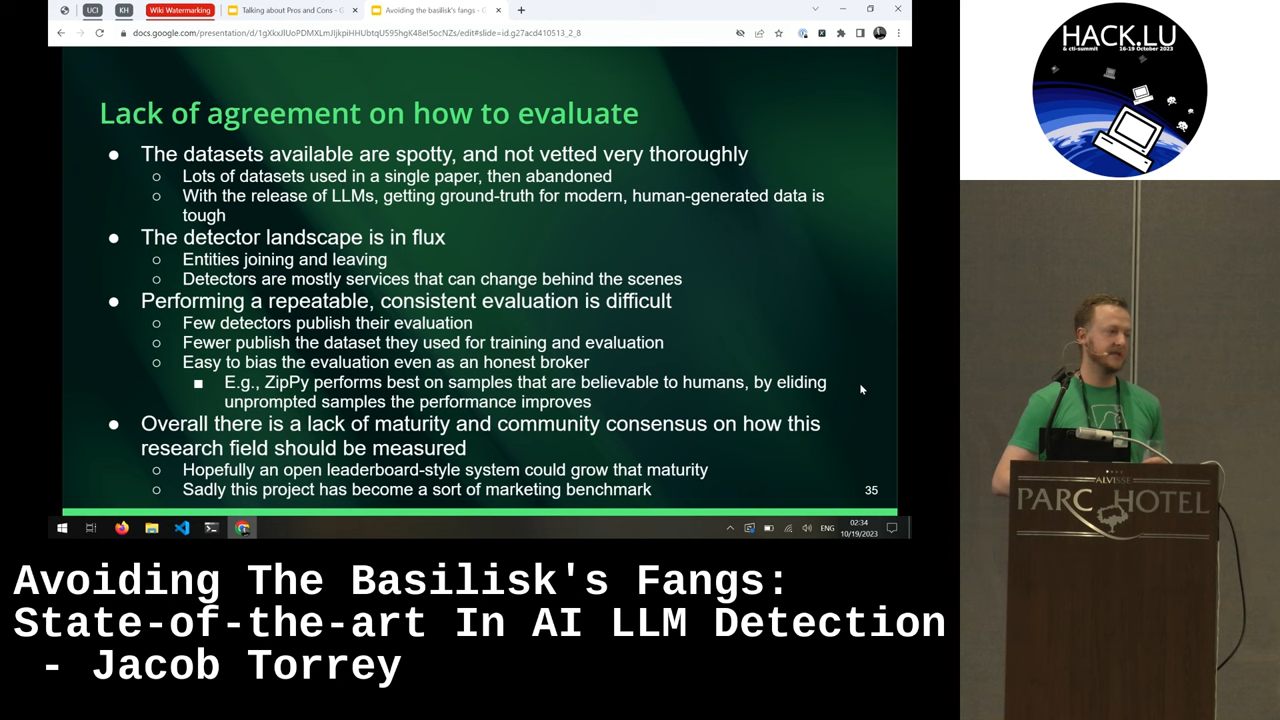 UCI
KH
Wiki Watermarking
Talking about Pros and Cons - G
Avoiding the basilisk's fangs - G
Lack of agreement on how to evaluate
● The datasets available are spotty, and not vetted very thoroughly
○ Lots of datasets used in a single paper, then abandoned
○ With the release of LLMs, getting ground-truth for modern, human-generated data is
tough
● The detector landscape is in flux
○ Entities joining and leaving
○ Detectors are mostly services that can change behind the scenes
● Performing a repeatable, consistent evaluation is difficult
○ Few detectors publish their evaluation
○ Fewer publish the dataset they used for training and evaluation
○ Easy to bias the evaluation even as an honest broker
■ E.g., ZipPy performs best on samples that are believable to humans, by eliding
unprompted samples the performance improves
● Overall there is a lack of maturity and community consensus on how this
research field should be measured
○ Hopefully an open leaderboard-style system could grow that maturity
○ Sadly this project has become a sort of marketing benchmark
35
ENG
02:34
10/19/2023
HACK.LU
& cti-summit 16-19 October 2023
ALVISSE
PARC HOTEL
Avoiding The Basilisk's Fangs:
State-of-the-art In AI LLM Detection
- Jacob Torrey